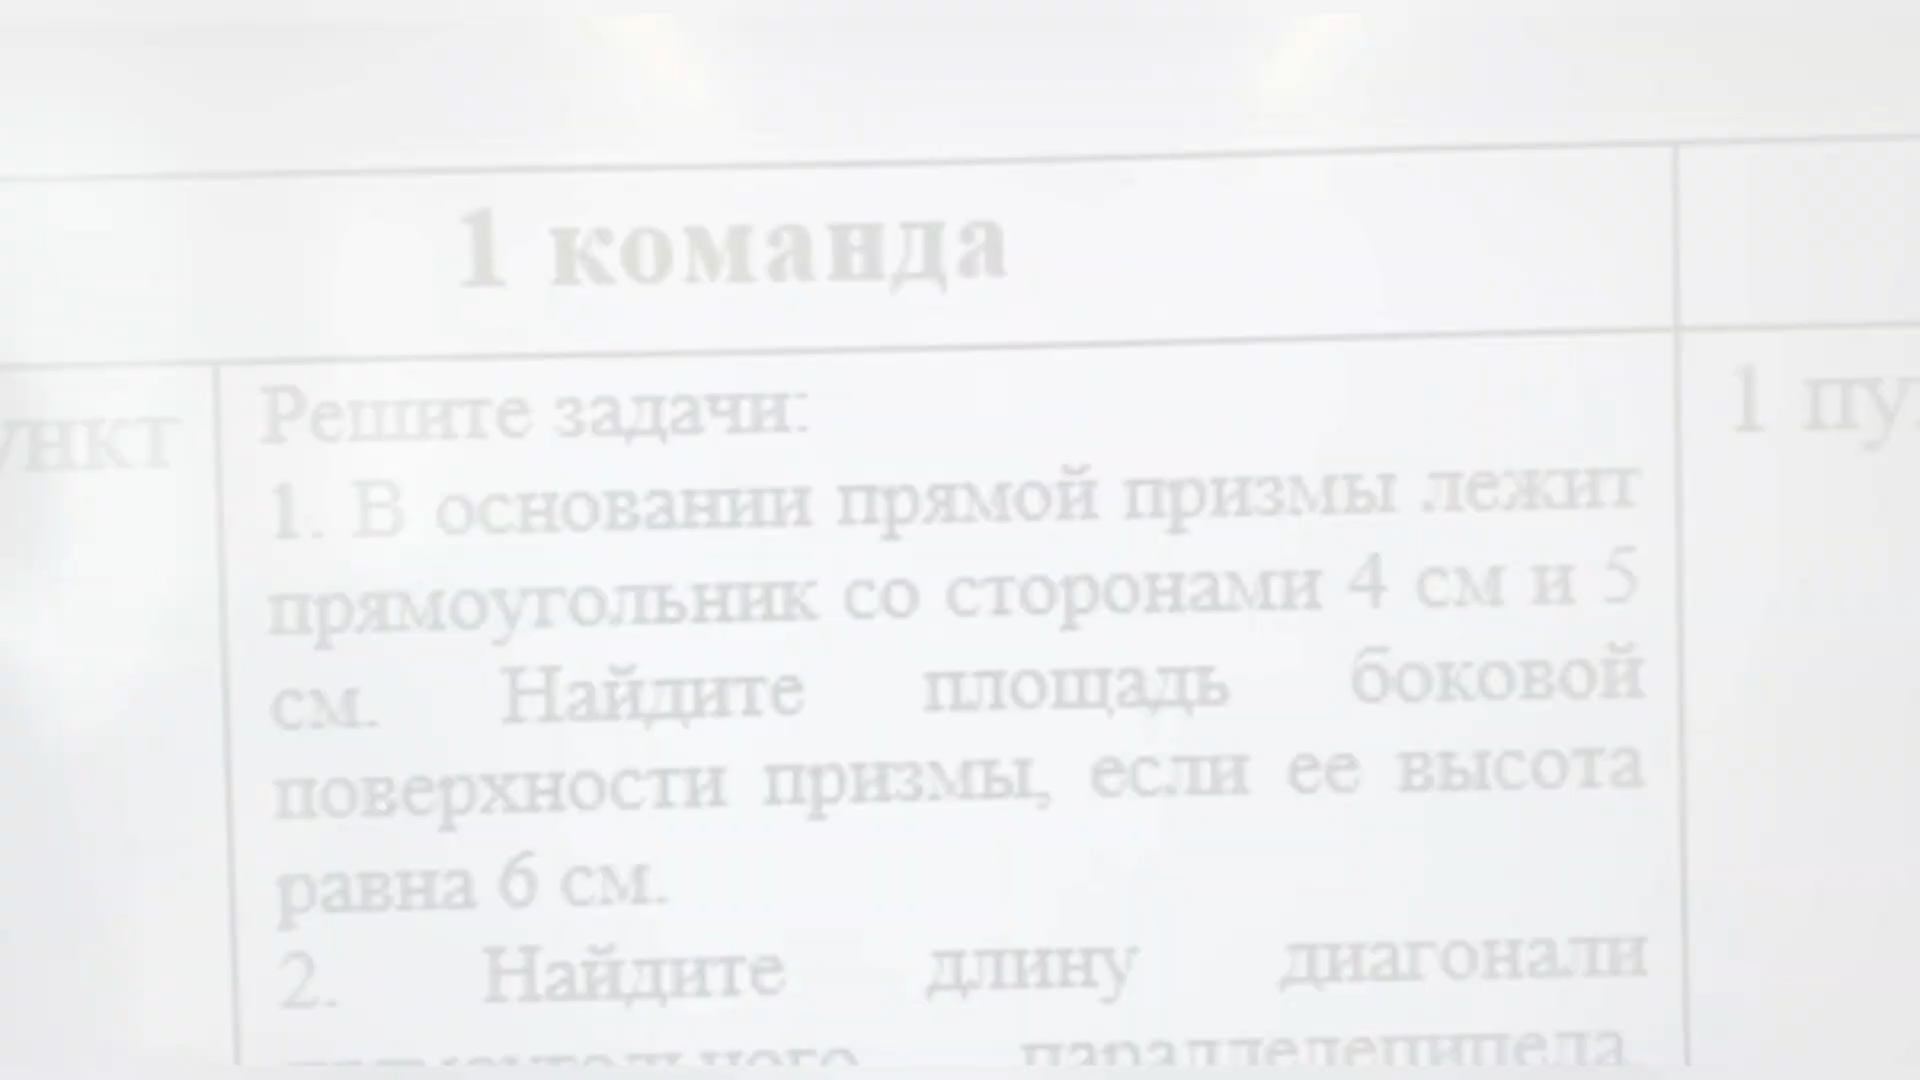 1 команда
ункт
Решите задачи:
1 пу
1. В основании прямой призмы лежит
прямоугольник со сторонами 4 см и 5
см. Найдите площадь боковой
поверхности призмы, если ее высота
равна 6 см.
2. Найдите длину диагонали
параллелепипеда